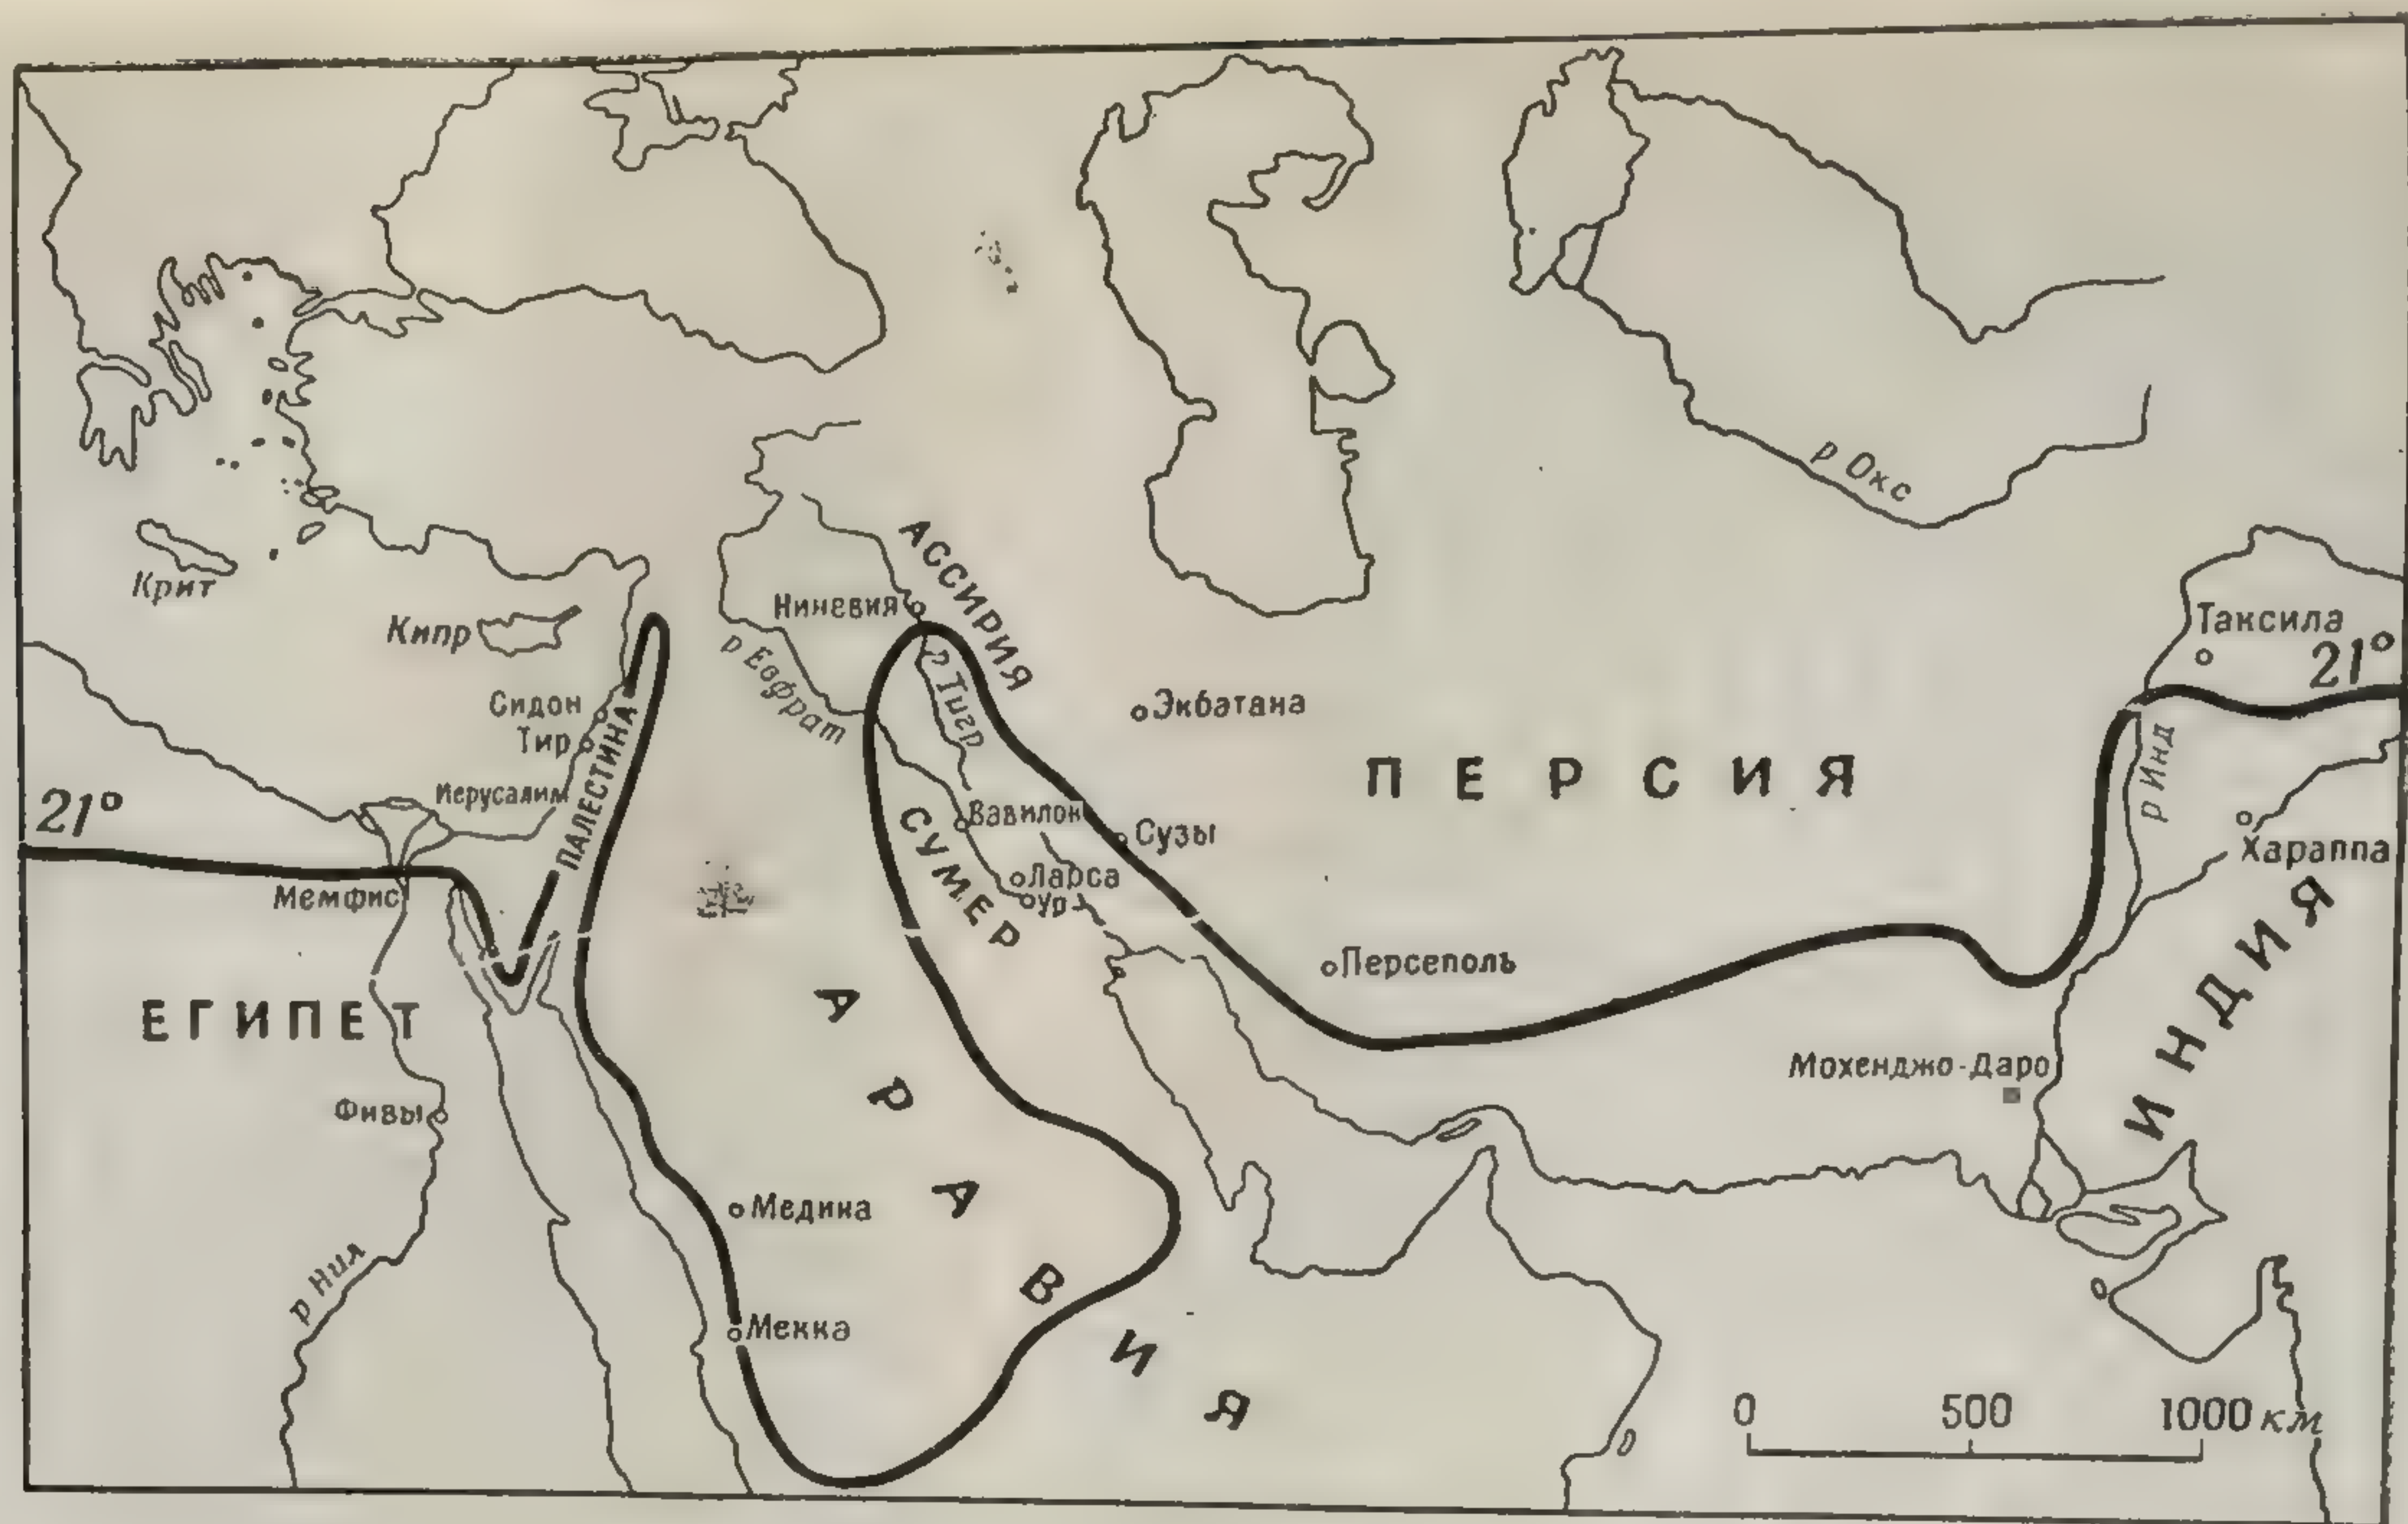 р Окс
АССИРИЯ
Крит
Кипр
Ниневия
Таксила
21°
р Евфрат
р Тигр
Сидон
Экбатана
Тир
ПАЛЕСТИНА
ПЕРСИЯ
р Инд
21°
Иерусалим
Вавилон
СУМЕР
Сузы
Харappa
Мемфис
Ларса
Ур
Персеполь
ЕГИПЕТ
АРАВИЯ
ИНДИЯ
Мохенджо-Даро
Фивы
Медина
р Нил
Мекка
0 500 1000 км